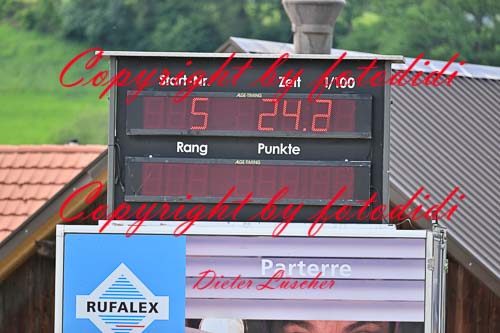 Copyright by fotodidi
Start-Nr. Zeit 1/100
AGE-TIMING
5 24.2
Rang Punkte
AGE-TIMING
Copyright by fotodidi
Parterre
Dieter Lüscher
RUFALEX